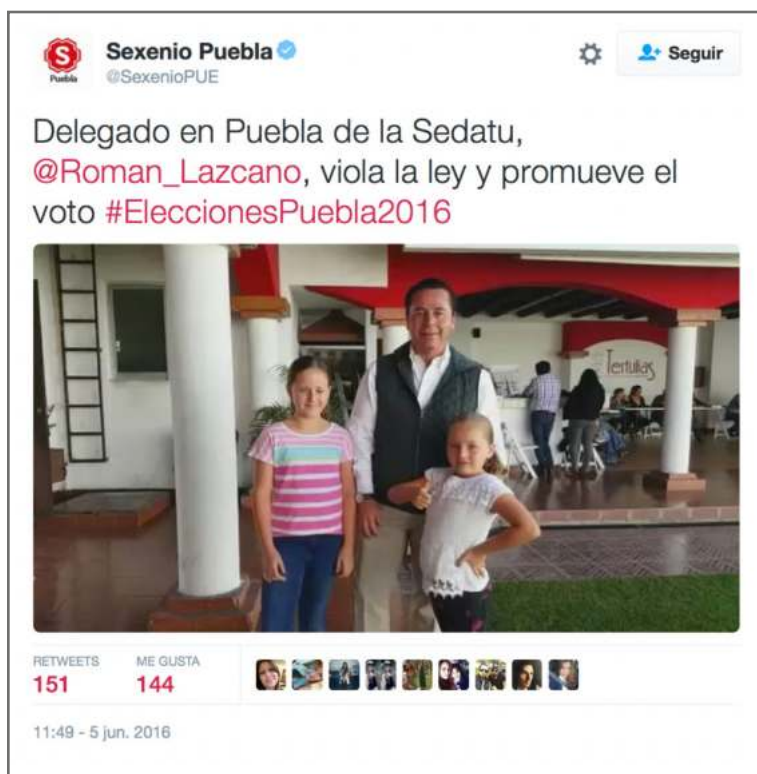 S
Puebla
Sexenio Puebla
@SexenioPUE
Seguir
Delegado en Puebla de la Sedatu,
@Roman_Lazcano, viola la ley y promueve el
voto #EleccionesPuebla2016
Tertulias
RETWEETS
151
ME GUSTA
144
11:49 - 5 jun. 2016